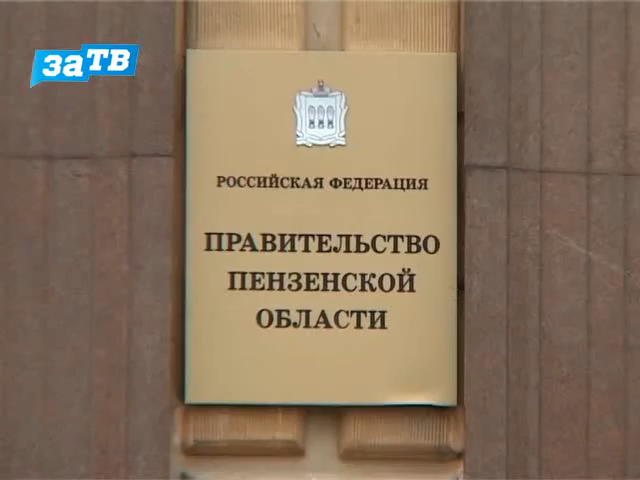 заТВ
РОССИЙСКАЯ ФЕДЕРАЦИЯ
ПРАВИТЕЛЬСТВО
ПЕНЗЕНСКОЙ
ОБЛАСТИ